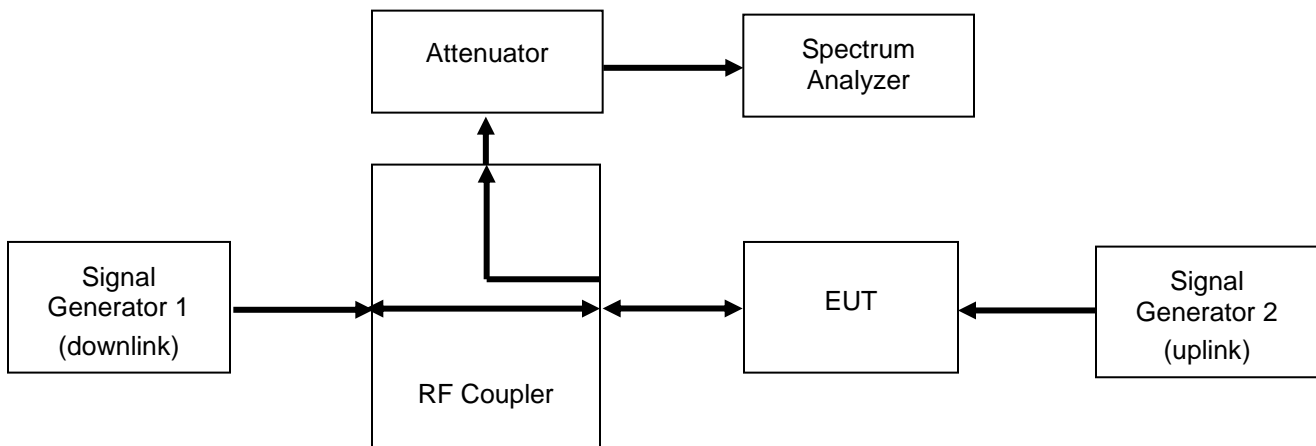 Attenuator
Spectrum
Analyzer
Signal
Generator 1
(downlink)
EUT
Signal
Generator 2
(uplink)
RF Coupler